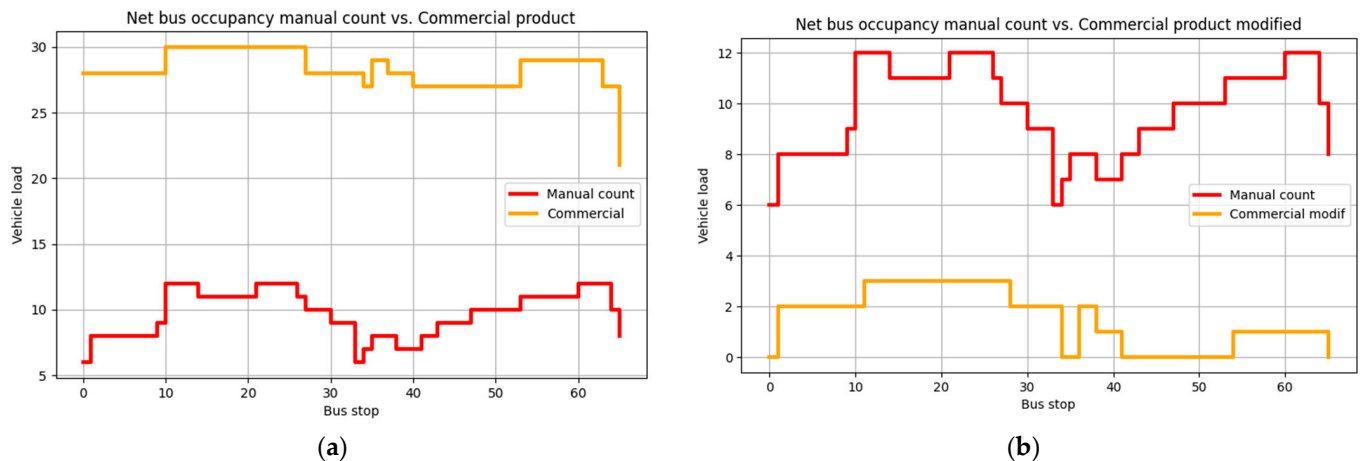 Net bus occupancy manual count vs. Commercial product
30
25
20
15
10
5
Vehicle load
Manual count
Commercial
0 10 20 30 40 50 60
Bus stop
(a)
Net bus occupancy manual count vs. Commercial product modified
12
10
8
6
4
2
0
Vehicle load
Manual count
Commercial modif
0 10 20 30 40 50 60
Bus stop
(b)